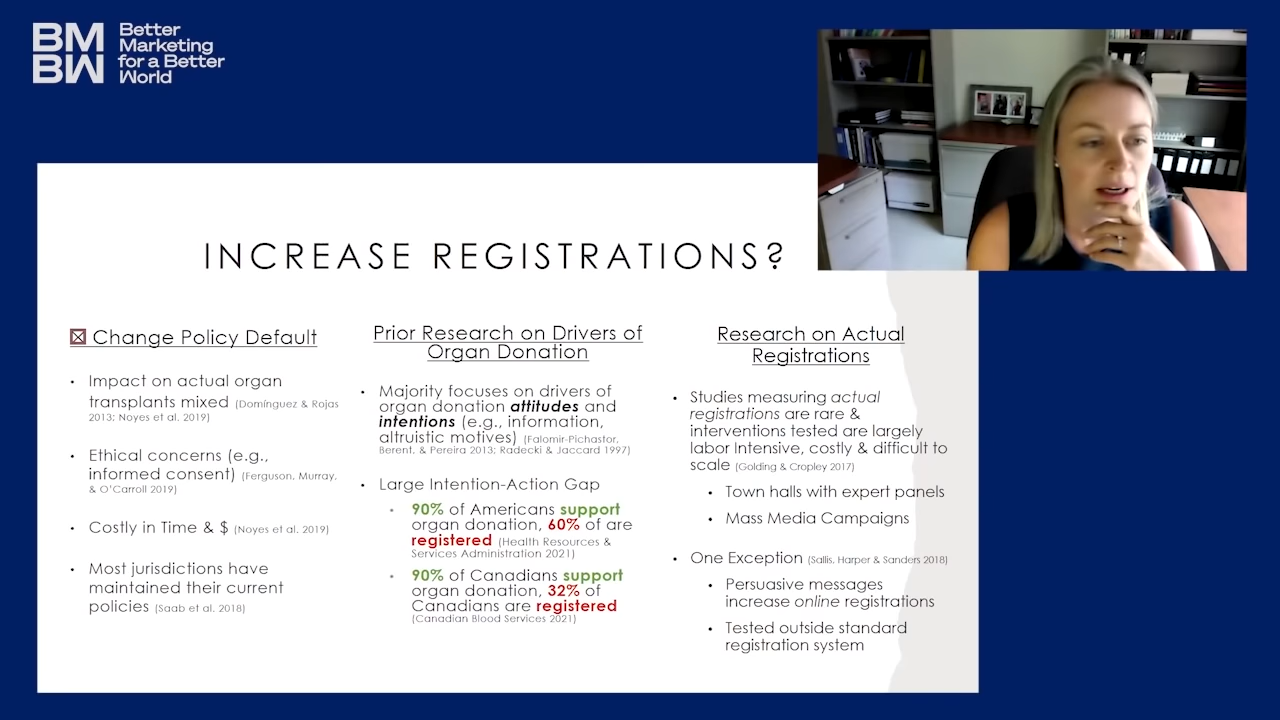 BM
BW
Better
Marketing
for a Better
World
INCREASE REGISTRATIONS?
Change Policy Default
• Impact on actual organ
transplants mixed (Domínguez & Rojas
2013; Noyes et al. 2019)
• Ethical concerns (e.g.,
informed consent) (Ferguson, Murray,
& O'Carroll 2019)
• Costly in Time & $ (Noyes et al. 2019)
• Most jurisdictions have
maintained their current
policies (Saab et al. 2018)
Prior Research on Drivers of
Organ Donation
• Majority focuses on drivers of
organ donation attitudes and
intentions (e.g., information,
altruistic motives) (Falomir-Pichastor,
Berent, & Pereira 2013; Radecki & Jaccard 1997)
• Large Intention-Action Gap
• 90% of Americans support
organ donation, 60% of are
registered (Health Resources &
Services Administration 2021)
• 90% of Canadians support
organ donation, 32% of
Canadians are registered
(Canadian Blood Services 2021)
Research on Actual
Registrations
• Studies measuring actual
registrations are rare &
interventions tested are largely
labor Intensive, costly & difficult to
scale (Golding & Cropley 2017)
• Town halls with expert panels
• Mass Media Campaigns
• One Exception (Sallis, Harper & Sanders 2018)
• Persuasive messages
increase online registrations
• Tested outside standard
registration system